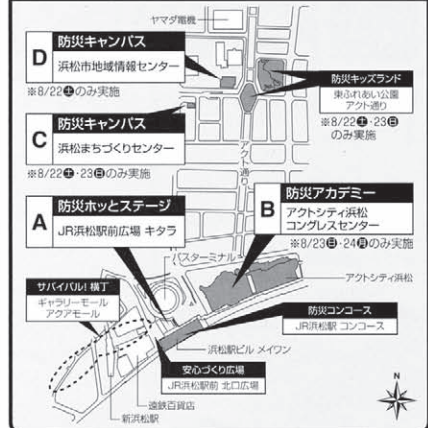 ヤマダ電機
D
防災キャンパス
浜松市地域情報センター
※8/22㊏のみ実施
防災キッズランド
東ふれあい公園
アクト通り
※8/22㊏・23㊐
のみ実施
C
防災キャンパス
浜松まちづくりセンター
※8/22㊏・23㊐のみ実施
アクト通り
A
防災ホッとステージ
JR浜松駅前広場 キタラ
B
防災アカデミー
アクトシティ浜松
コングレスセンター
※8/23㊐・24㊊のみ実施
バスターミナル
アクトシティ浜松
サバイバル!横丁
ギャラリーモール
アクアモール
防災コンコース
JR浜松駅 コンコース
浜松駅ビル メイワン
安心づくり広場
JR浜松駅前 北口広場
遠鉄百貨店
新浜松駅
N